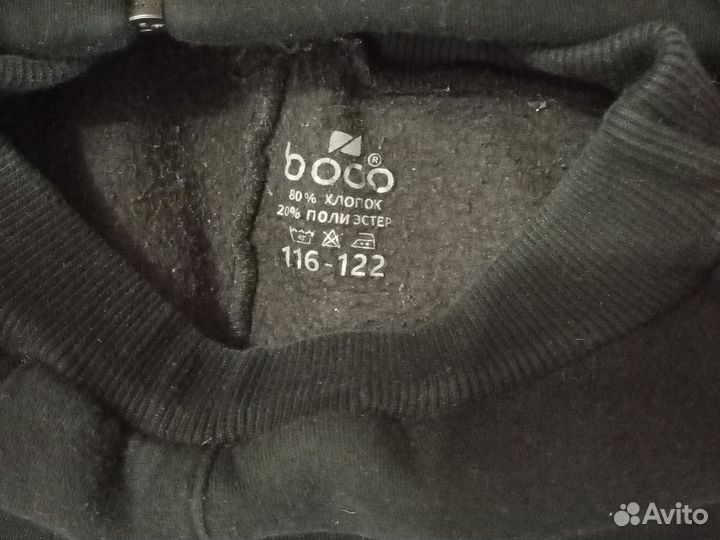 boco®
80% ХЛОПОК
20% ПОЛИЭСТЕР
116-122
Avito